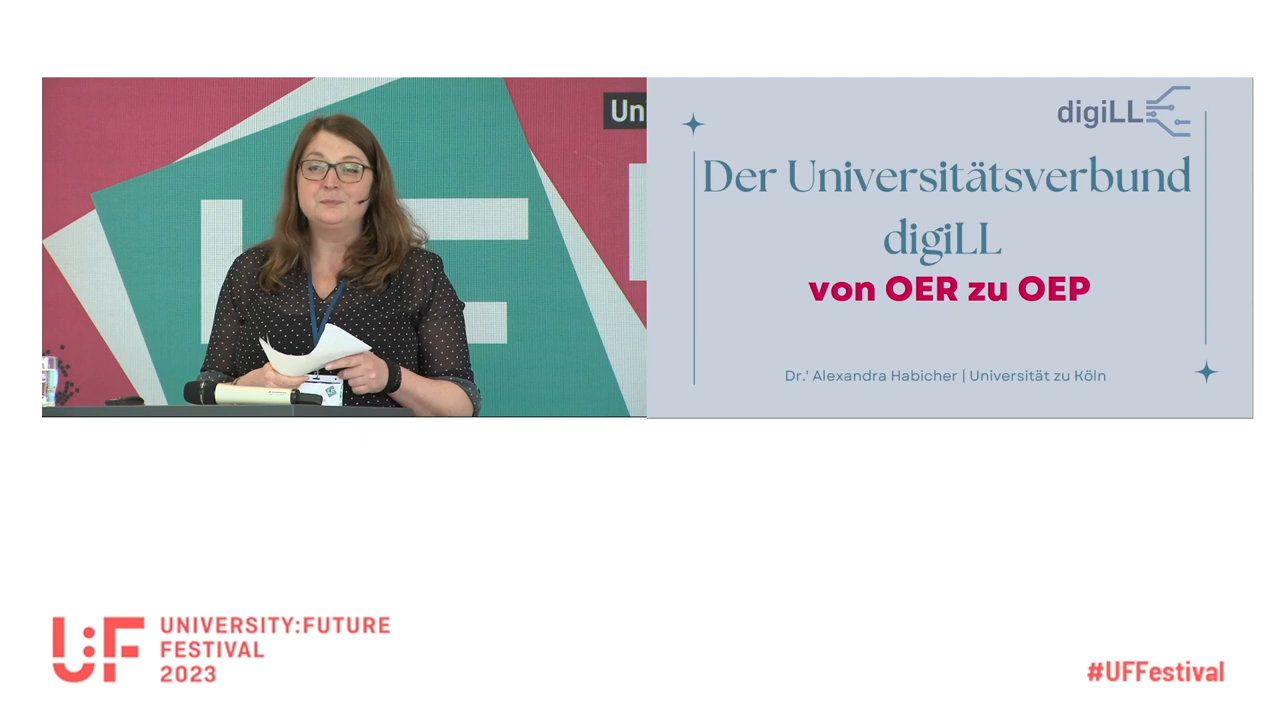 Uni
digiLL
Der Universitätsverbund
digiLL
von OER zu OEP
Dr.' Alexandra Habicher | Universität zu Köln
U:F
UNIVERSITY:FUTURE
FESTIVAL
2023
#UFFestival